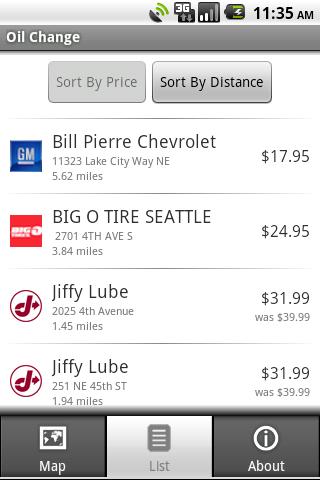 3G
11:35 AM
Oil Change
Sort By Price
Sort By Distance
GM
Bill Pierre Chevrolet
11323 Lake City Way NE
5.62 miles
$17.95
BIG O
BIG O TIRE SEATTLE
2701 4TH AVE S
3.84 miles
$24.95
Jiffy Lube
2025 4th Avenue
1.45 miles
$31.99
was $39.99
Jiffy Lube
251 NE 45th ST
1.94 miles
$31.99
was $39.99
Map
List
About